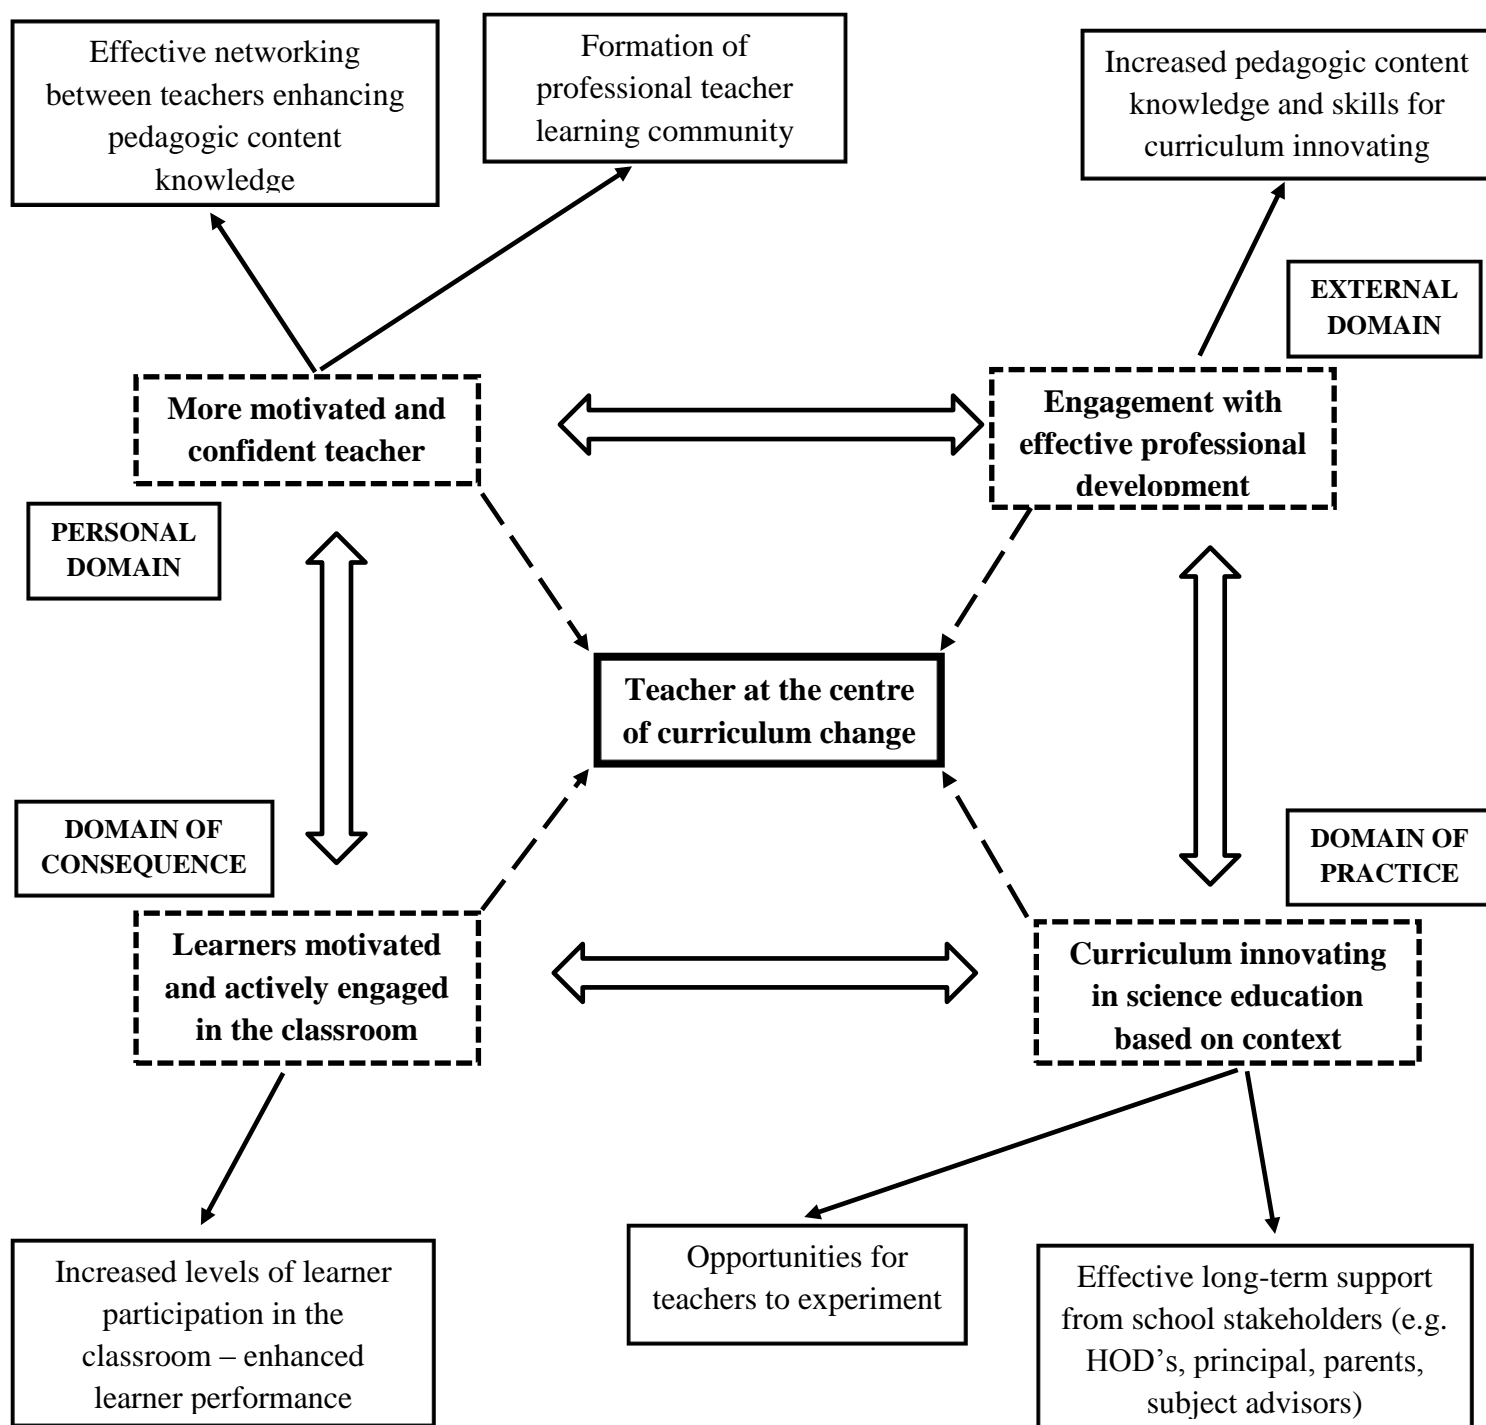 Effective networking
between teachers enhancing
pedagogic content
knowledge
Formation of
professional teacher
learning community
Increased pedagogic content
knowledge and skills for
curriculum innovating
EXTERNAL
DOMAIN
More motivated and
confident teacher
Engagement with
effective professional
development
PERSONAL
DOMAIN
Teacher at the centre
of curriculum change
DOMAIN OF
CONSEQUENCE
DOMAIN OF
PRACTICE
Learners motivated
and actively engaged
in the classroom
Curriculum innovating
in science education
based on context
Increased levels of learner
participation in the
classroom – enhanced
learner performance
Opportunities for
teachers to experiment
Effective long-term support
from school stakeholders (e.g.
HOD’s, principal, parents,
subject advisors)